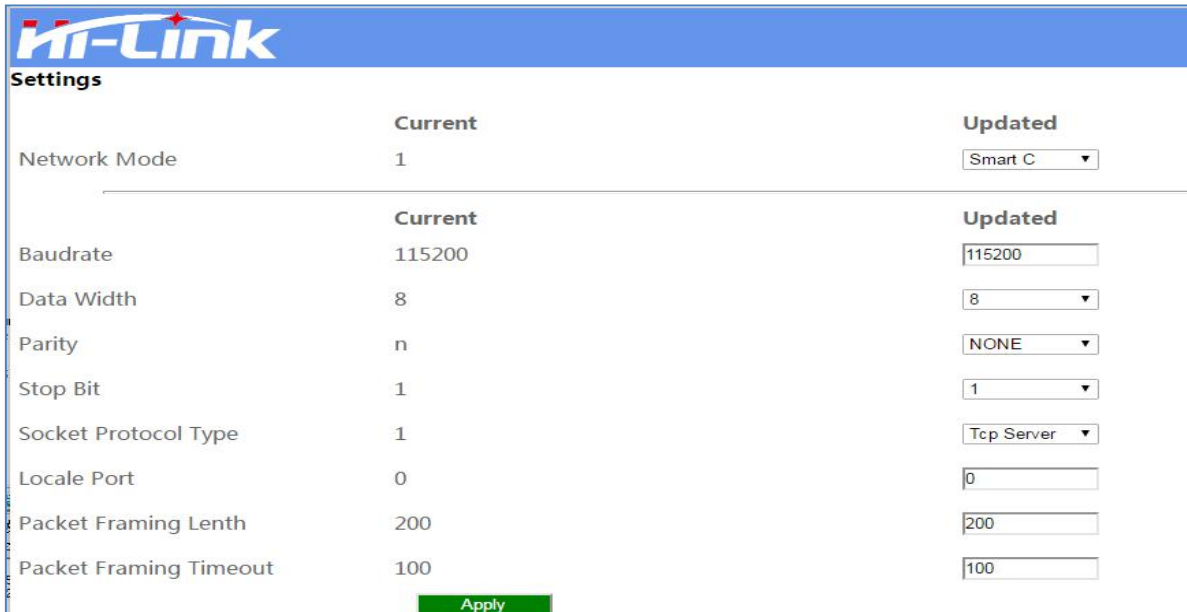 Hi-Link
Settings
Current Updated
Network Mode 1 Smart C
Current Updated
Baudrate 115200 115200
Data Width 8 8
Parity n NONE
Stop Bit 1 1
Socket Protocol Type 1 Tcp Server
Locale Port 0 0
Packet Framing Lenth 200 200
Packet Framing Timeout 100 100
Apply